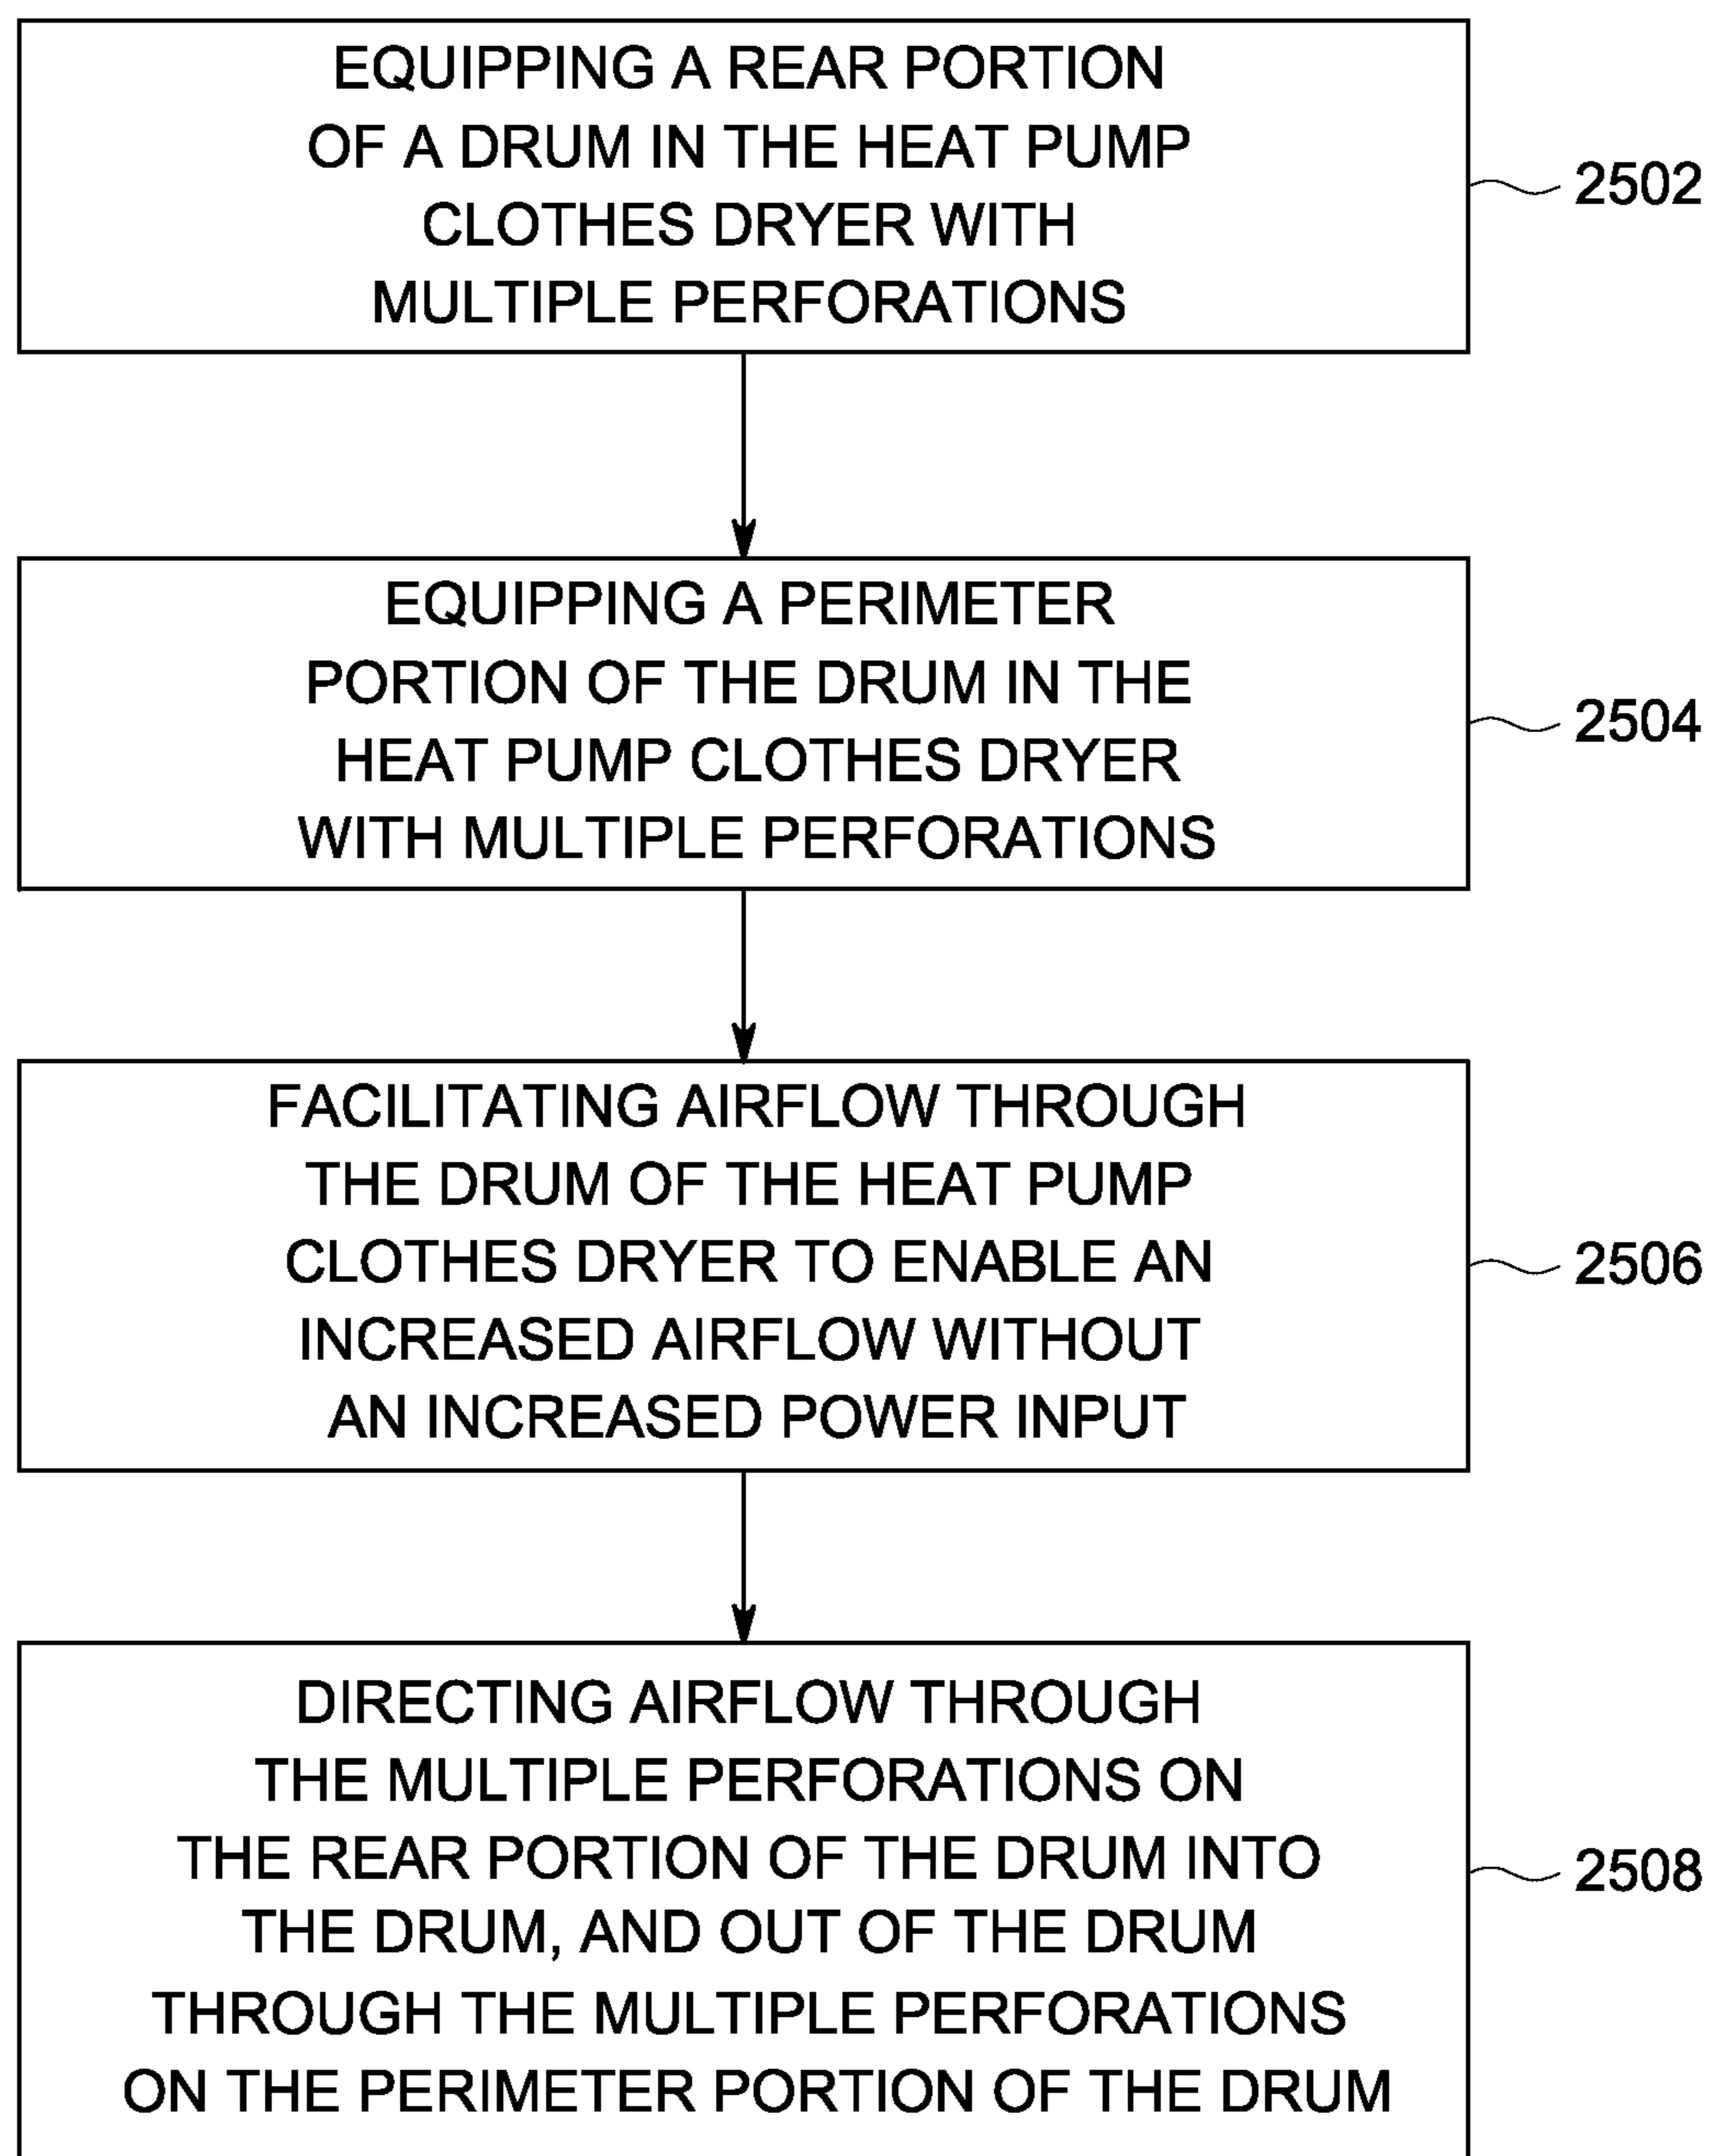 EQUIPPING A REAR PORTION
OF A DRUM IN THE HEAT PUMP
CLOTHES DRYER WITH
MULTIPLE PERFORATIONS
2502
EQUIPPING A PERIMETER
PORTION OF THE DRUM IN THE
HEAT PUMP CLOTHES DRYER
WITH MULTIPLE PERFORATIONS
2504
FACILITATING AIRFLOW THROUGH
THE DRUM OF THE HEAT PUMP
CLOTHES DRYER TO ENABLE AN
INCREASED AIRFLOW WITHOUT
AN INCREASED POWER INPUT
2506
DIRECTING AIRFLOW THROUGH
THE MULTIPLE PERFORATIONS ON
THE REAR PORTION OF THE DRUM INTO
THE DRUM, AND OUT OF THE DRUM
THROUGH THE MULTIPLE PERFORATIONS
ON THE PERIMETER PORTION OF THE DRUM
2508